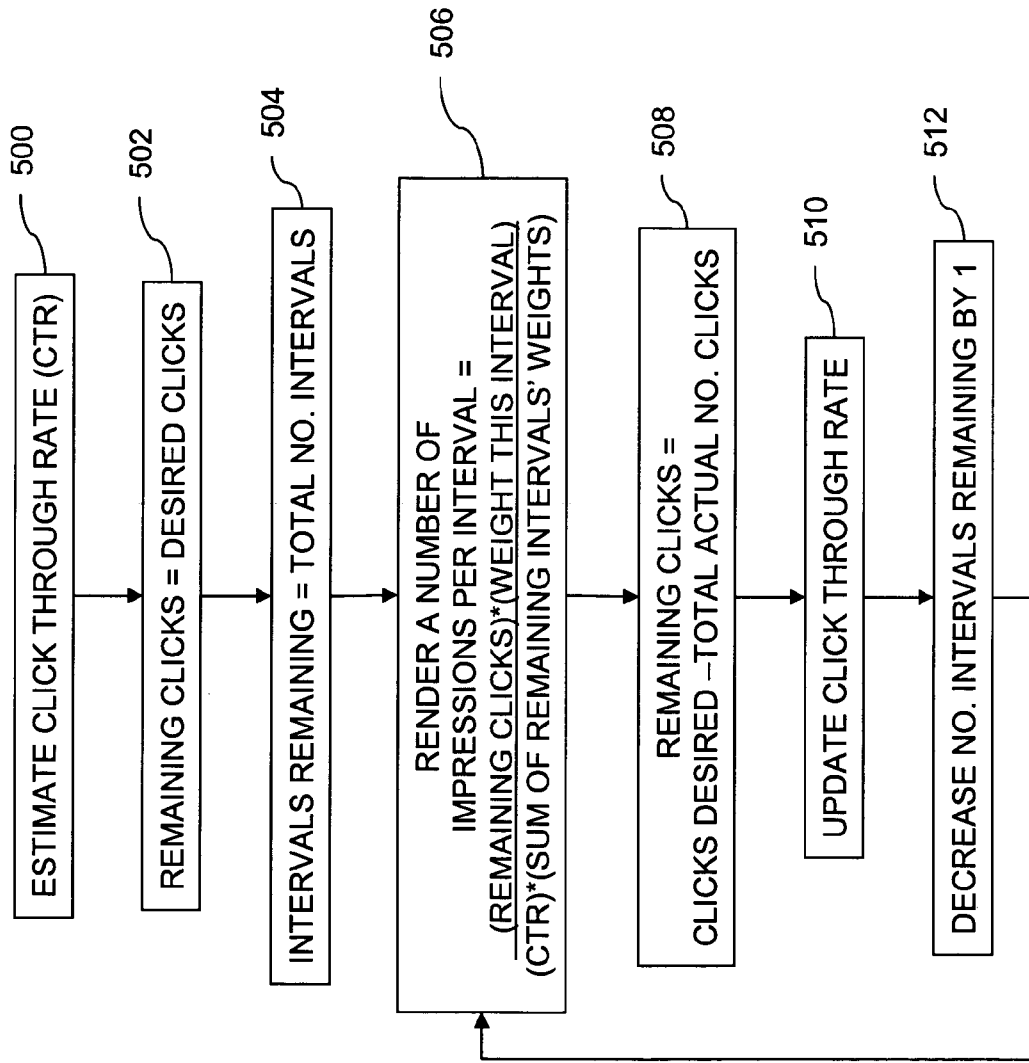 ESTIMATE CLICK THROUGH RATE (CTR)
500
REMAINING CLICKS = DESIRED CLICKS
502
INTERVALS REMAINING = TOTAL NO. INTERVALS
504
RENDER A NUMBER OF
IMPRESSIONS PER INTERVAL =
(REMAINING CLICKS)*(WEIGHT THIS INTERVAL)
(CTR)*(SUM OF REMAINING INTERVALS' WEIGHTS)
506
REMAINING CLICKS =
CLICKS DESIRED –TOTAL ACTUAL NO. CLICKS
508
UPDATE CLICK THROUGH RATE
510
DECREASE NO. INTERVALS REMAINING BY 1
512